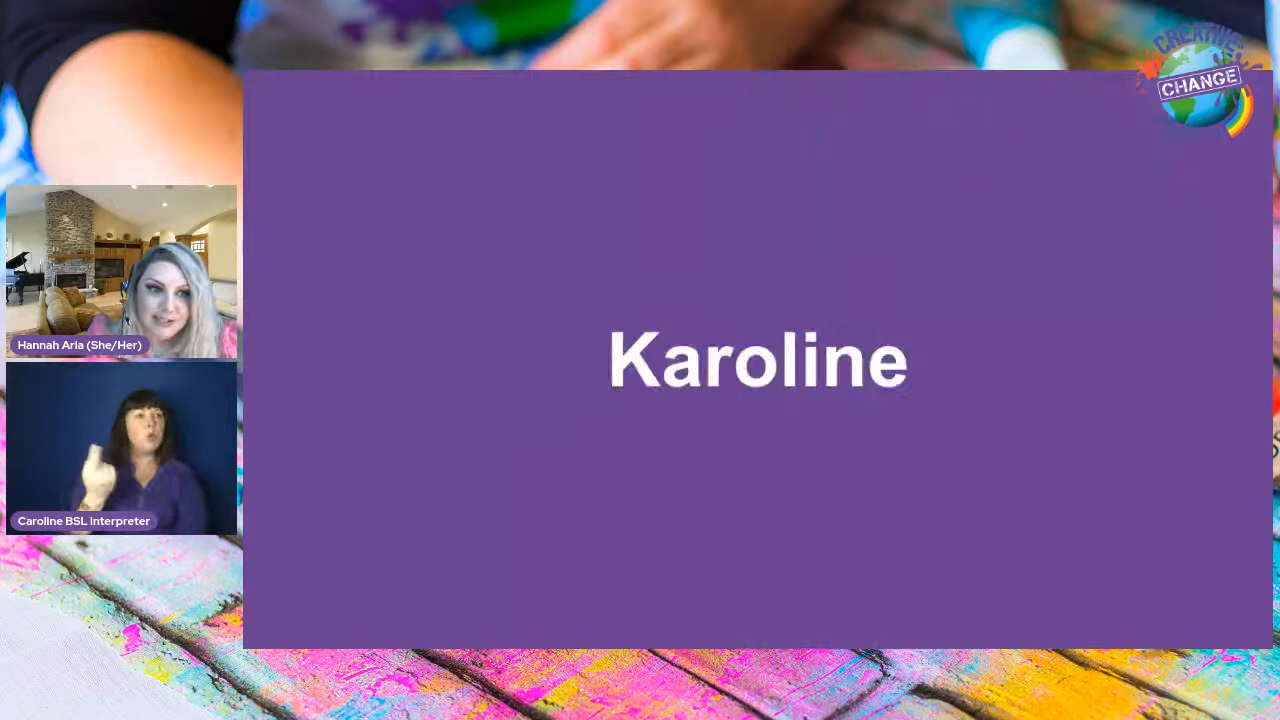 CREATIVE
CHANGE
Hannah Aria (She/Her)
Karoline
Caroline BSL Interpreter